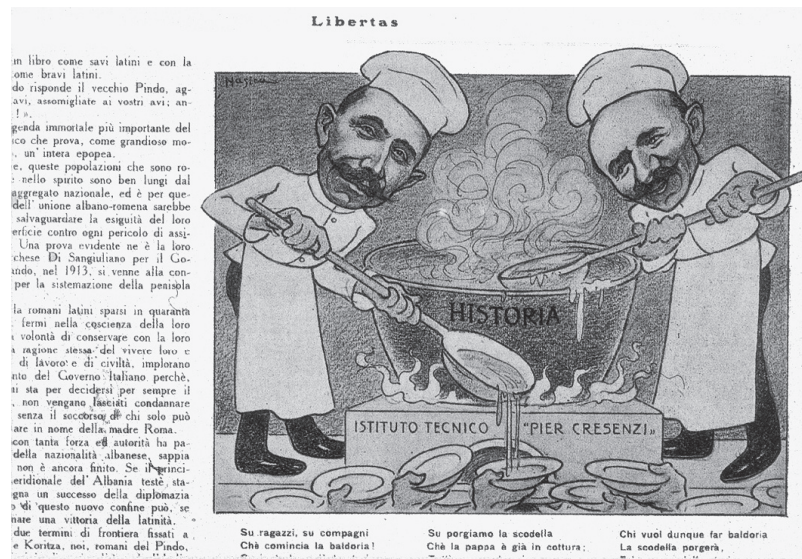 Libertas
un libro come savi latini e con la
ome bravi latini.
do risponde il vecchio Pindo, ag-
avi, assomigliate ai vostri avi; an-
! ».
genda immortale più importante del
ico che prova, come grandioso mo-
, un' intera epopea.
e, queste popolazioni che sono ro-
nello spirito sono ben lungi dal
aggregato nazionale, ed è per que-
dell' unione albano-romena sarebbe
salvaguardare la esiguità del loro
erficie contro ogni pericolo di assi-
Una prova evidente ne è la loro
chese Di Sangiuliano per il Go-
ando, nel 1913, si venne alla con-
per la sistemazione della penisola
la romani latini sparsi in quaranta
fermi nella coscienza della loro
volontà di conservare con la loro
ragione stessa del vivere loro e
di lavoro e di civiltà, implorano
nto del Governo Italiano perchè,
ui sta per decidersi per sempre il
, non vengano lasciati condannare
senza il soccorso di chi solo può
are in nome della madre Roma.
con tanta forza ed autorità ha pa-
della nazionalità albanese, sappia
non è ancora finito. Se il princi-
eridionale del l'Albania testè sta-
gna un successo della diplomazia
di questo nuovo confine può, se
nare una vittoria della latinità.
due termini di frontiera fissati a
e Koritza, noi, romani del Pindo,
Nasica
HISTORIA
ISTITUTO TECNICO "PIER CRESENZI„
Su ragazzi, su compagni
Chè comincia la baldoria!
Su porgiamo la scodella
Chè la pappa è già in cottura;
Chi vuol dunque far baldoria
La scodella porgerà,